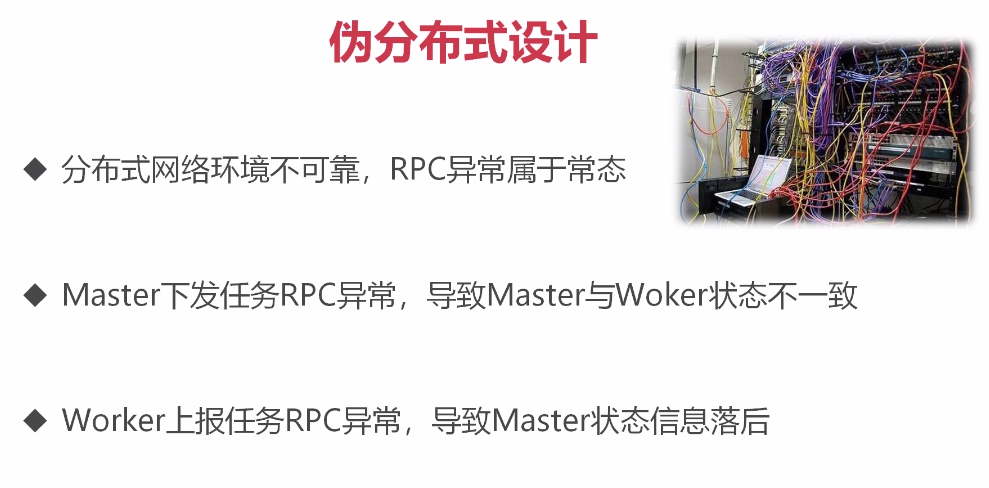 伪分布式设计
◆ 分布式网络环境不可靠，RPC异常属于常态
◆ Master下发任务RPC异常，导致Master与Woker状态不一致
◆ Worker上报任务RPC异常，导致Master状态信息落后